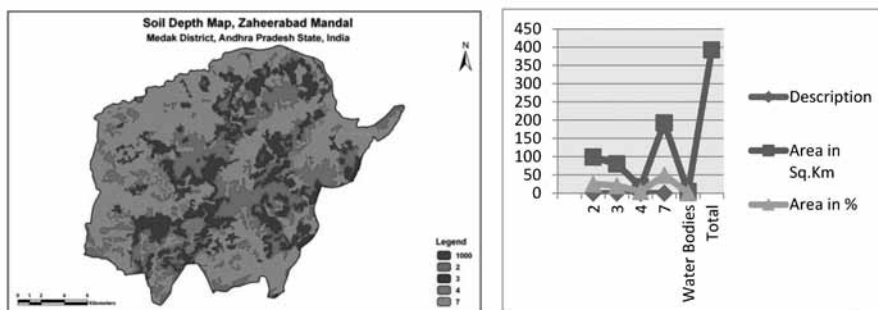 Soil Depth Map, Zaheerabad Mandal
Medak District, Andhra Pradesh State, India
N
Legend
1000
2
3
4
7
Kilometers
450
400
350
300
250
200
150
100
50
0
2
3
4
7
Water Bodies
Total
Description
Area in
Sq.Km
Area in %